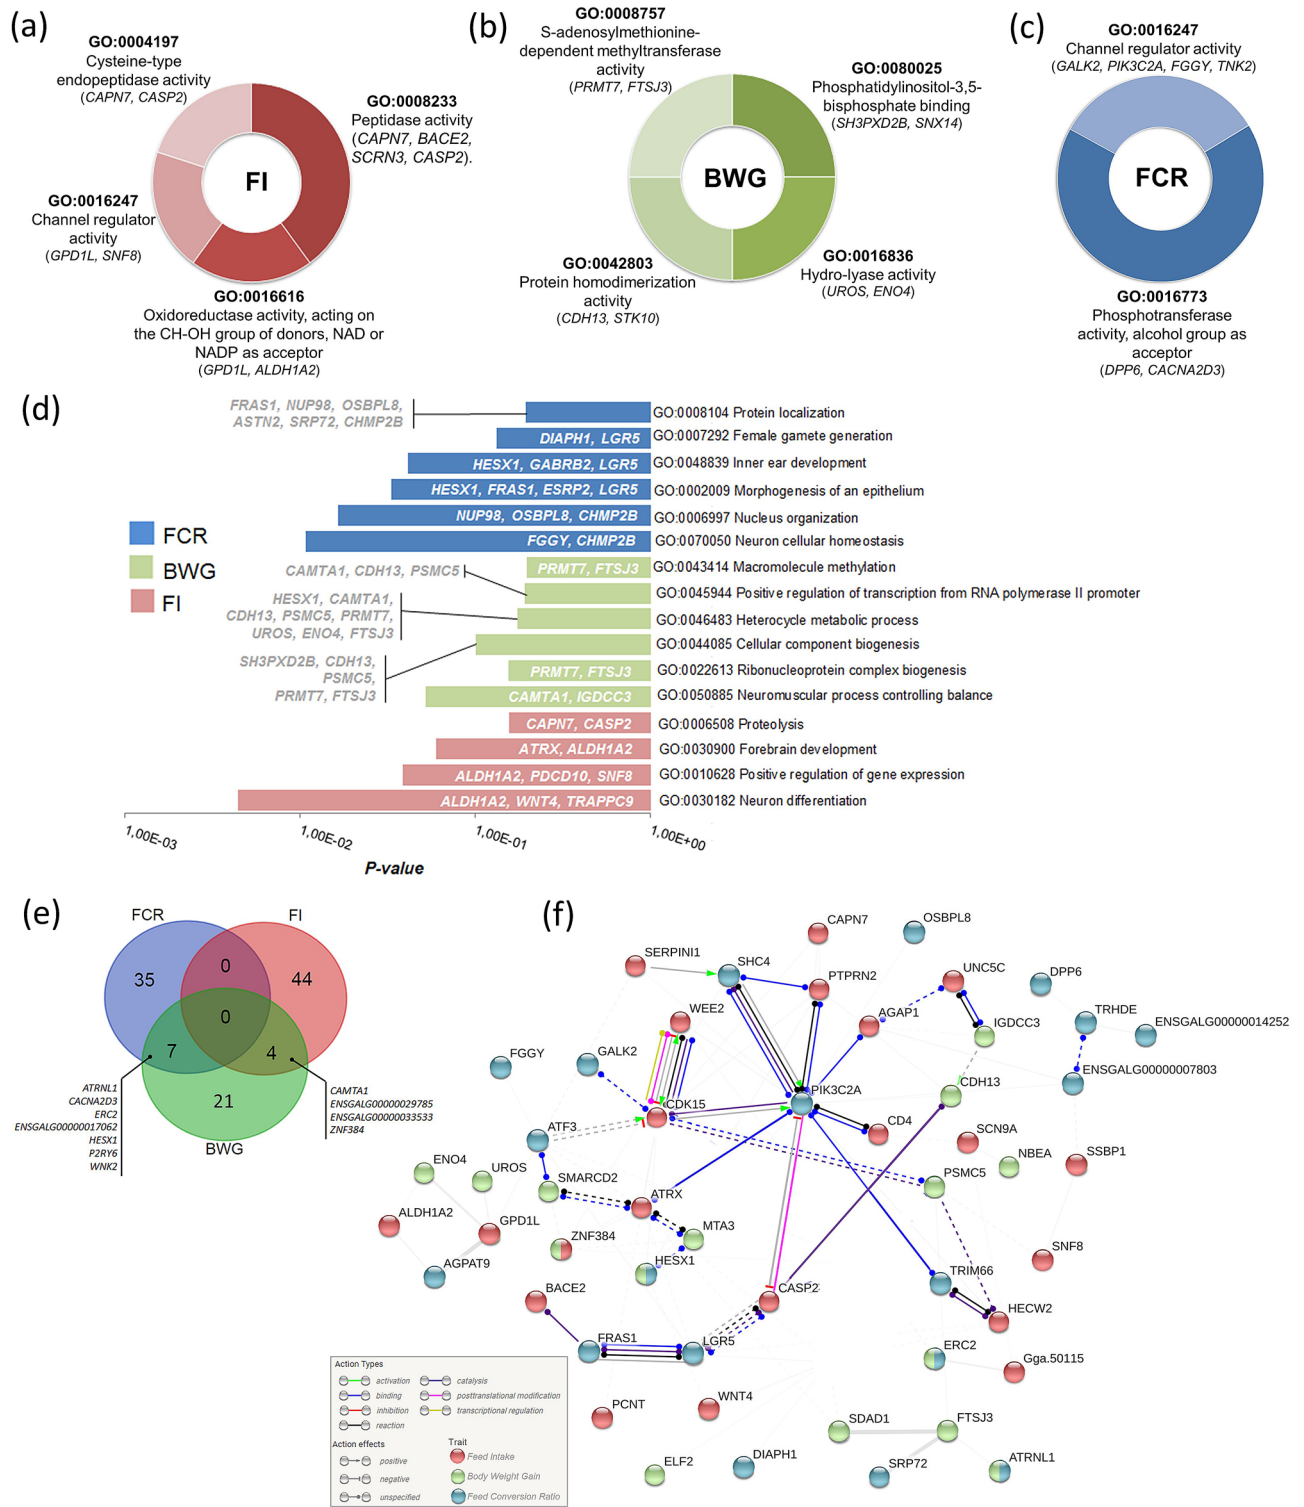 (a)
GO:0004197
Cysteine-type
endopeptidase activity
(CAPN7, CASP2)
GO:0008233
Peptidase activity
(CAPN7, BACE2,
SCRN3, CASP2).
FI
GO:0016247
Channel regulator
activity
(GPD1L, SNF8)
GO:0016616
Oxidoreductase activity, acting on
the CH-OH group of donors, NAD or
NADP as acceptor
(GPD1L, ALDH1A2)
(b)
GO:0008757
S-adenosylmethionine-
dependent methyltransferase
activity
(PRMT7, FTSJ3)
GO:0080025
Phosphatidylinositol-3,5-
bisphosphate binding
(SH3PXD2B, SNX14)
BWG
GO:0042803
Protein homodimerization
activity
(CDH13, STK10)
GO:0016836
Hydro-lyase activity
(UROS, ENO4)
(c)
GO:0016247
Channel regulator activity
(GALK2, PIK3C2A, FGGY, TNK2)
FCR
GO:0016773
Phosphotransferase
activity, alcohol group as
acceptor
(DPP6, CACNA2D3)
(d)
FRAS1, NUP98, OSBPL8,
ASTN2, SRP72, CHMP2B
GO:0008104 Protein localization
DIAPH1, LGR5
GO:0007292 Female gamete generation
HESX1, GABRB2, LGR5
GO:0048839 Inner ear development
HESX1, FRAS1, ESRP2, LGR5
GO:0002009 Morphogenesis of an epithelium
NUP98, OSBPL8, CHMP2B
GO:0006997 Nucleus organization
FGGY, CHMP2B
GO:0070050 Neuron cellular homeostasis
FCR
BWG
FI
PRMT7, FTSJ3
GO:0043414 Macromolecule methylation
CAMTA1, CDH13, PSMC5
GO:0045944 Positive regulation of transcription from RNA polymerase II promoter
HESX1, CAMTA1,
CDH13, PSMC5, PRMT7,
UROS, ENO4, FTSJ3
GO:0046483 Heterocycle metabolic process
SH3PXD2B, CDH13,
PSMC5,
PRMT7, FTSJ3
GO:0044085 Cellular component biogenesis
PRMT7, FTSJ3
GO:0022613 Ribonucleoprotein complex biogenesis
CAMTA1, IGDCC3
GO:0050885 Neuromuscular process controlling balance
CAPN7, CASP2
GO:0006508 Proteolysis
ATRX, ALDH1A2
GO:0030900 Forebrain development
ALDH1A2, PDCD10, SNF8
GO:0010628 Positive regulation of gene expression
ALDH1A2, WNT4, TRAPPC9
GO:0030182 Neuron differentiation
1,00E-03
1,00E-02
1,00E-01
1,00E+00
P-value
(e)
FCR
FI
35
0
44
0
7
4
21
BWG
ATRNL1
CACNA2D3
ERC2
ENSGALG00000017062
HESX1
P2RY6
WNK2
CAMTA1
ENSGALG00000029785
ENSGALG00000033533
ZNF384
(f)
CAPN7
OSBPL8
SERPINI1
SHC4
PTPRN2
UNC5C
DPP6
WEE2
AGAP1
IGDCC3
TRHDE
ENSGALG00000014252
FGGY
GALK2
PIK3C2A
CDH13
ENSGALG00000007803
CDK15
ATF3
CD4
SCN9A
NBEA
SSBP1
ENO4
UROS
SMARCD2
ATRX
PSMC5
ALDH1A2
GPD1L
ZNF384
MTA3
AGPAT9
HESX1
SNF8
BACE2
CASP2
TRIM66
HECW2
FRAS1
LGR5
ERC2
Gga.50115
PCNT
WNT4
SDAD1
FTSJ3
ELF2
DIAPH1
SRP72
ATRNL1
Action Types
activation
catalysis
binding
posttranslational modification
inhibition
transcriptional regulation
reaction
Action effects
positive
negative
unspecified
Trait
Feed Intake
Body Weight Gain
Feed Conversion Ratio